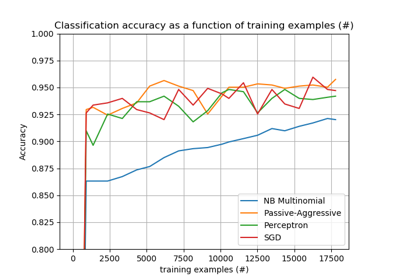 Classification accuracy as a function of training examples (#)
1.000
0.975
0.950
0.925
0.900
0.875
0.850
0.825
0.800
Accuracy
NB Multinomial
Passive-Aggressive
Perceptron
SGD
0 2500 5000 7500 10000 12500 15000 17500
training examples (#)